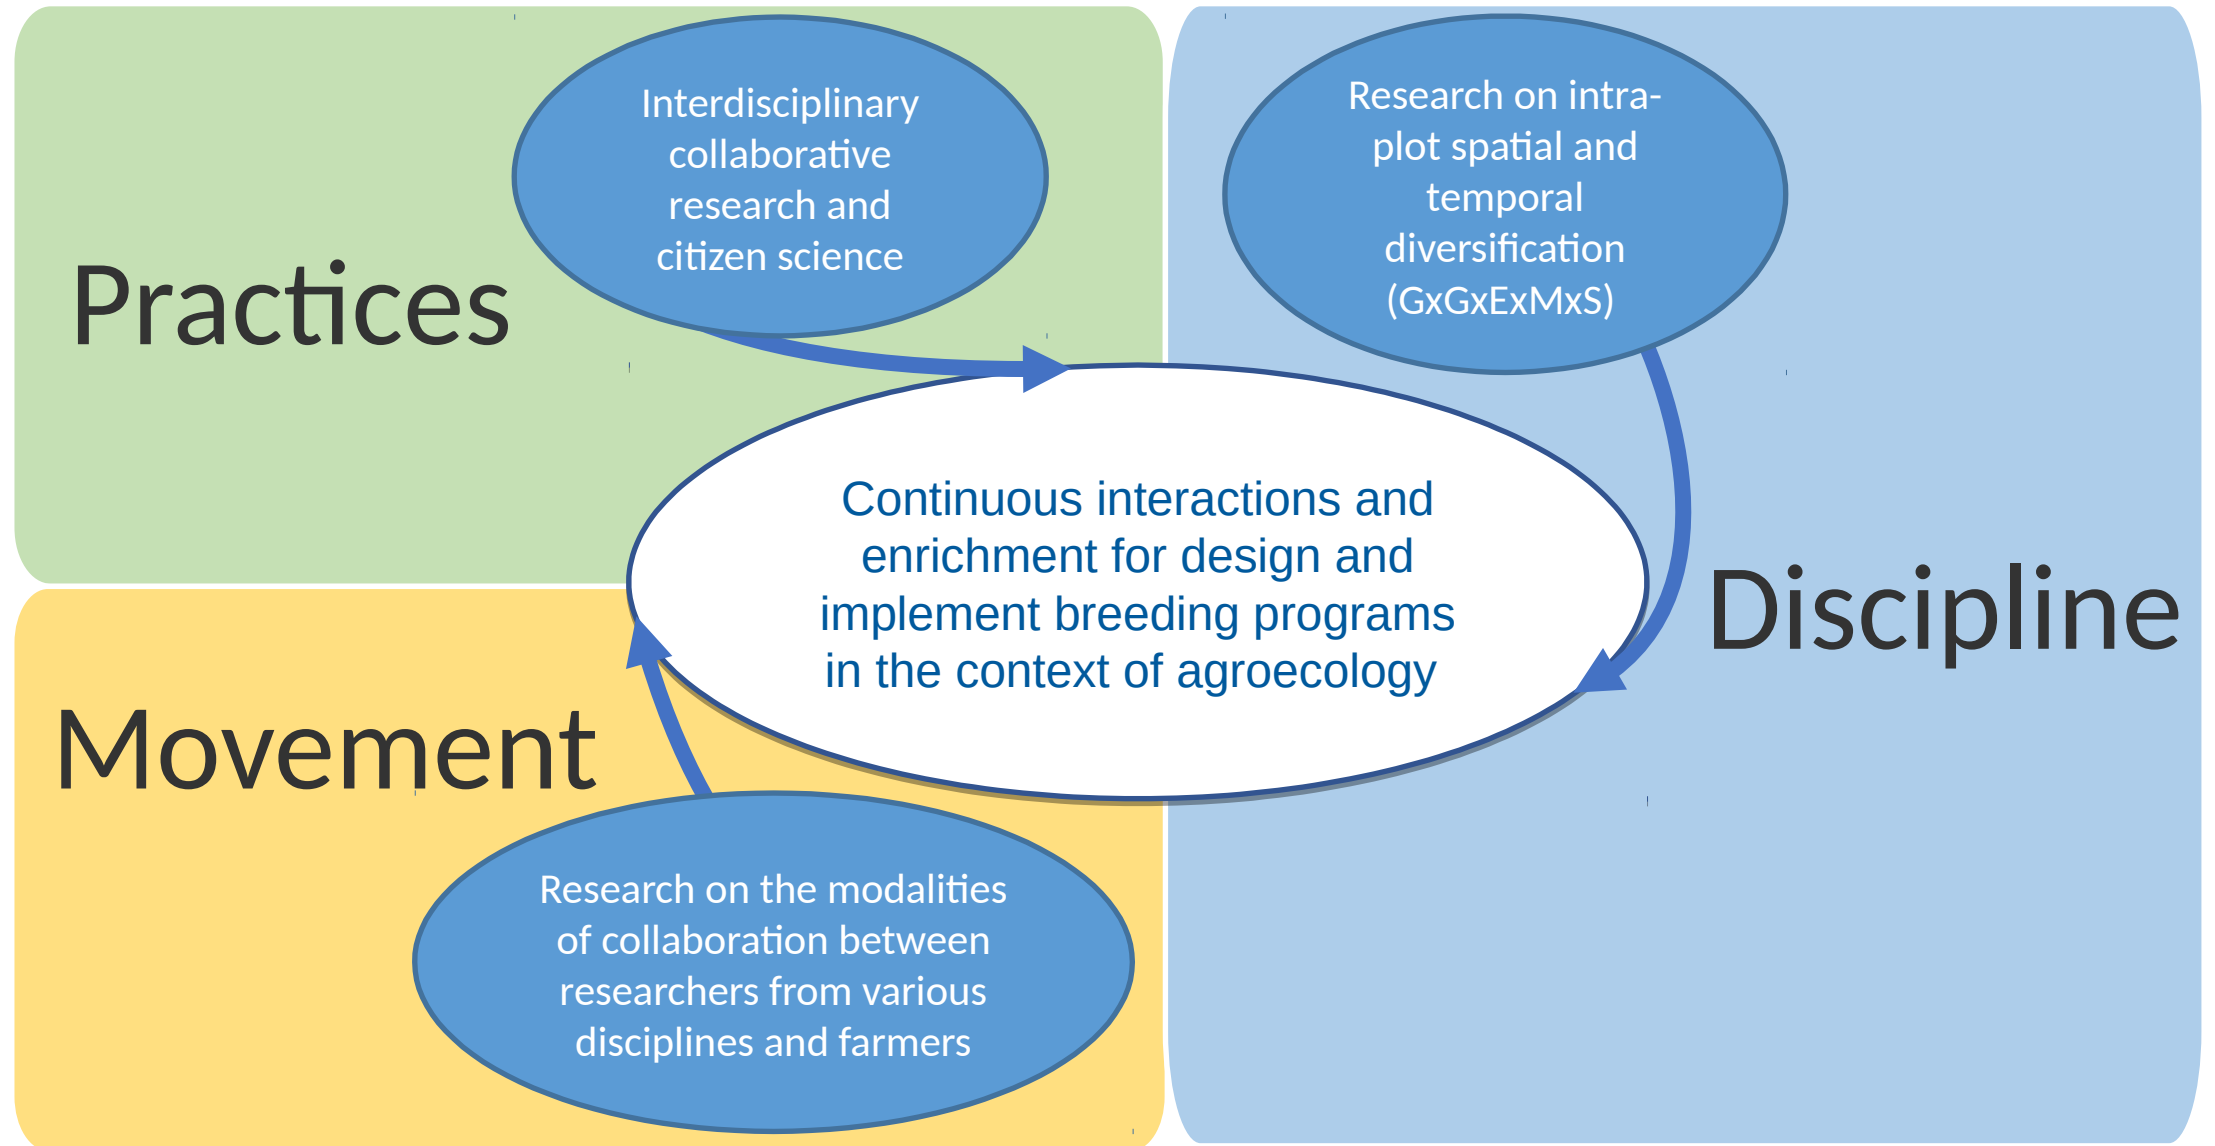 Practices
Interdisciplinary
collaborative
research and
citizen science
Research on intra-
plot spatial and
temporal
diversification
(GxGxExMxS)
Discipline
Continuous interactions and
enrichment for design and
implement breeding programs
in the context of agroecology
Movement
Research on the modalities
of collaboration between
researchers from various
disciplines and farmers